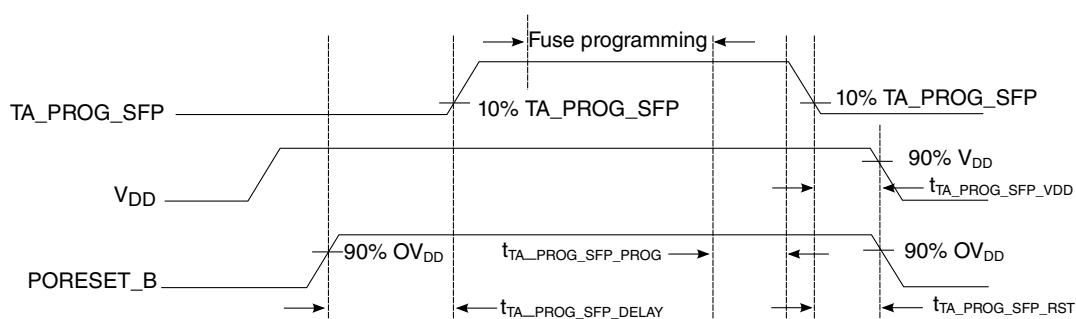 Fuse programming
TA_PROG_SFP
10% TA_PROG_SFP
10% TA_PROG_SFP
VDD
90% VDD
tTA_PROG_SFP_VDD
PORESET_B
90% OVDD
tTA_PROG_SFP_PROG
90% OVDD
tTA_PROG_SFP_DELAY
tTA_PROG_SFP_RST